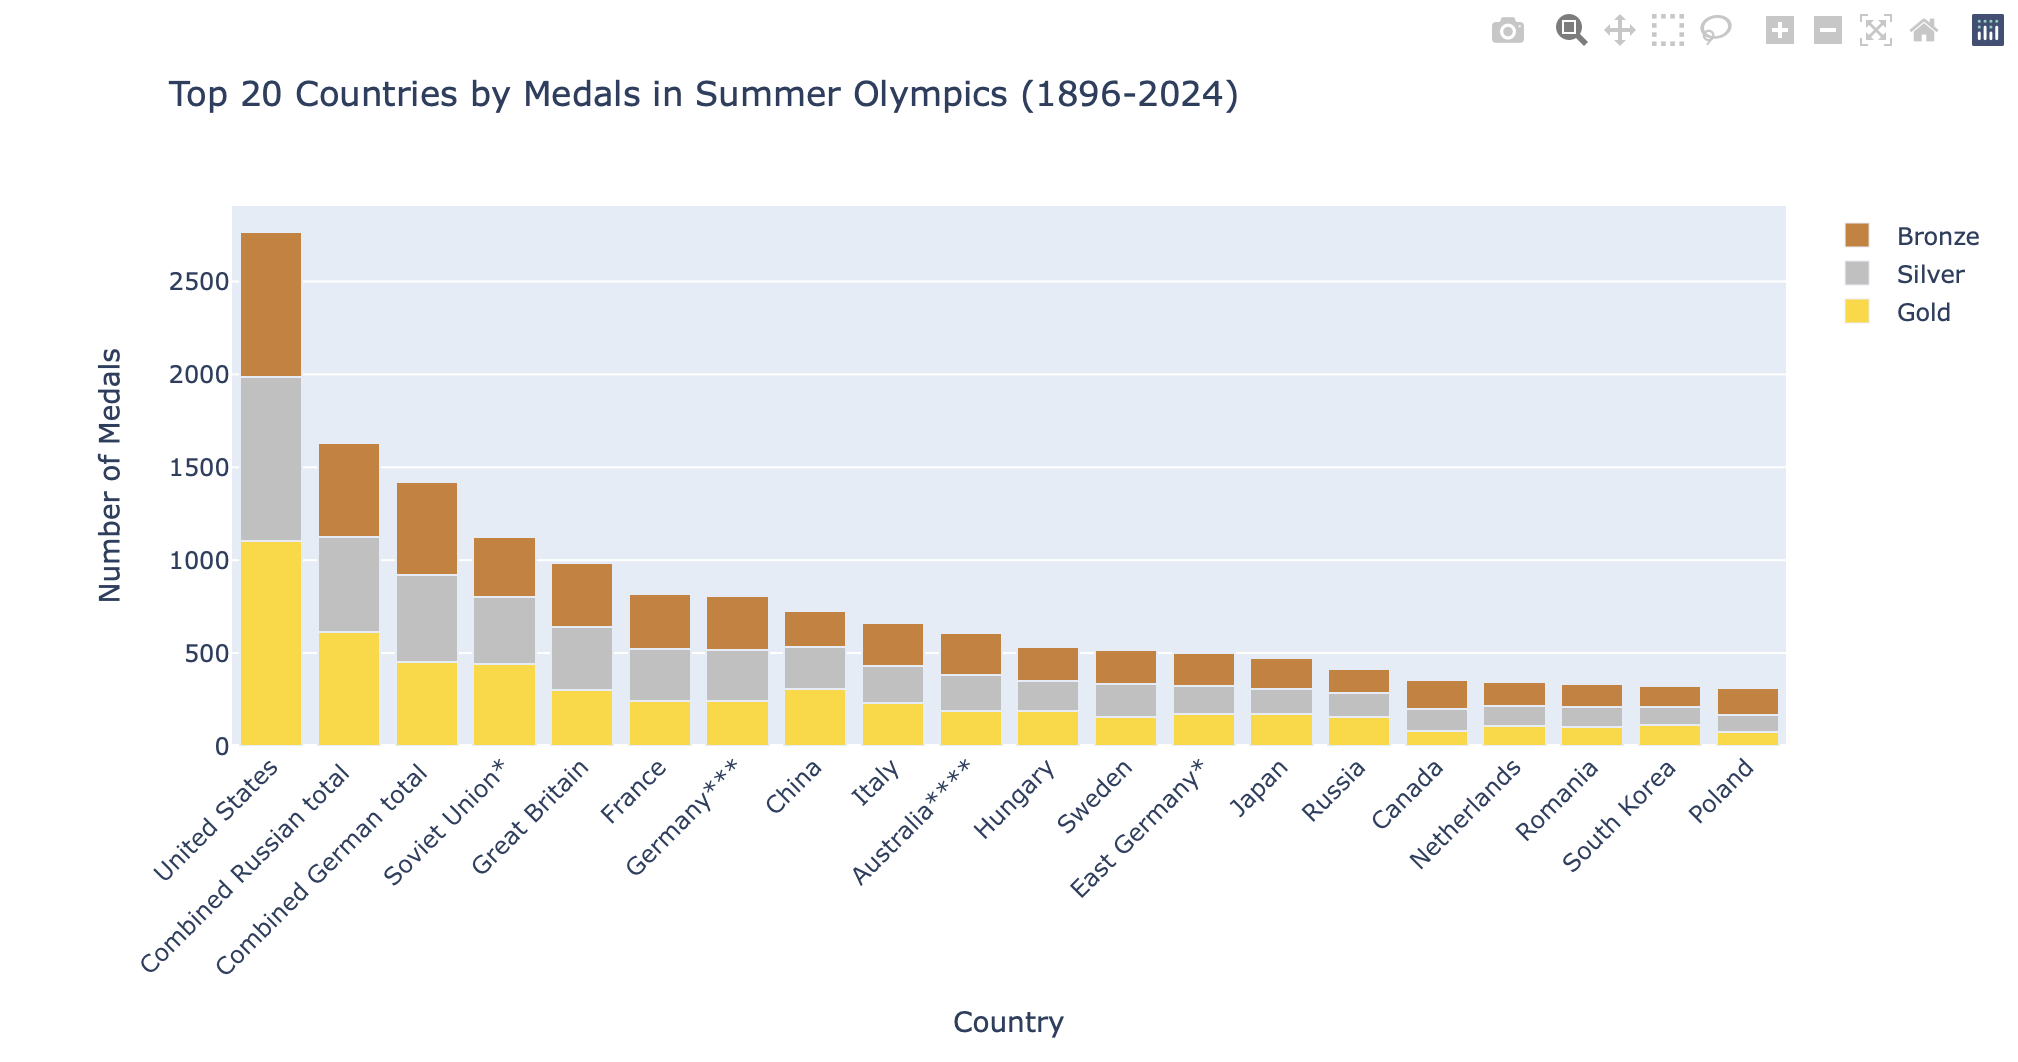 Top 20 Countries by Medals in Summer Olympics (1896-2024)
Bronze
Silver
Gold
Number of Medals
2500
2000
1500
1000
500
0
United States
Combined Russian total
Combined German total
Soviet Union*
Great Britain
France
Germany***
China
Italy
Australia****
Hungary
Sweden
East Germany*
Japan
Russia
Canada
Netherlands
Romania
South Korea
Poland
Country